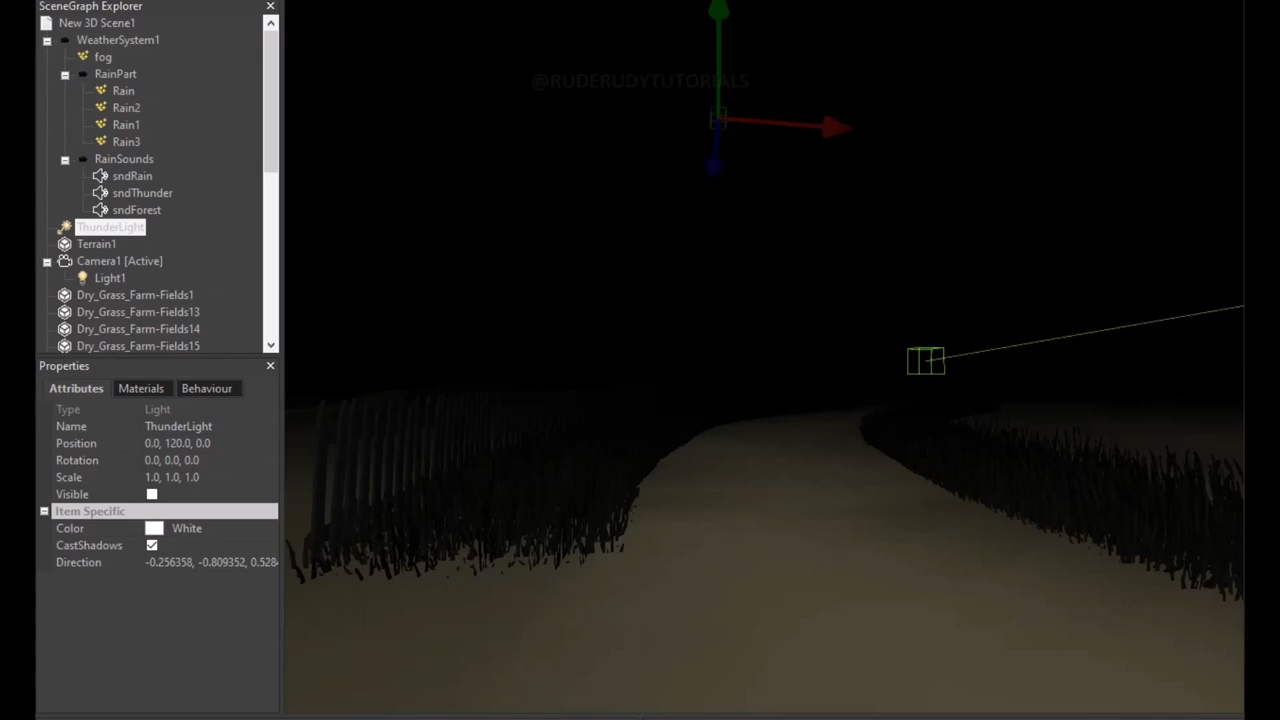 SceneGraph Explorer
New 3D Scene1
WeatherSystem1
fog
RainPart
Rain
Rain2
Rain1
Rain3
RainSounds
sndRain
sndThunder
sndForest
ThunderLight
Terrain1
Camera1 [Active]
Light1
Dry_Grass_Farm-Fields1
Dry_Grass_Farm-Fields13
Dry_Grass_Farm-Fields14
Dry_Grass_Farm-Fields15
Properties
Attributes Materials Behaviour
Type Light
Name ThunderLight
Position 0.0, 120.0, 0.0
Rotation 0.0, 0.0, 0.0
Scale 1.0, 1.0, 1.0
Visible
Item Specific
Color White
CastShadows
Direction -0.256358, -0.809352, 0.528
@RUDERUDYTUTORIALS